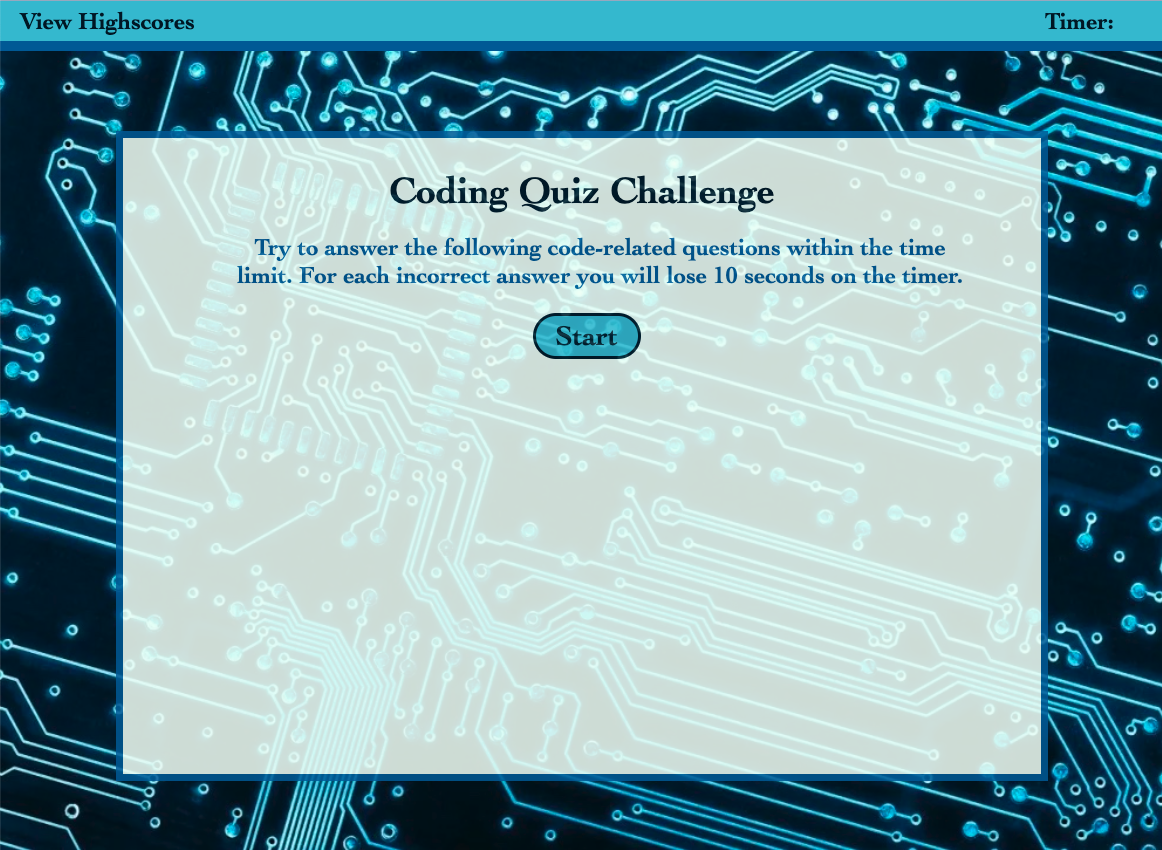 View Highscores
Timer:
Coding Quiz Challenge
Try to answer the following code-related questions within the time
limit. For each incorrect answer you will lose 10 seconds on the timer.
Start